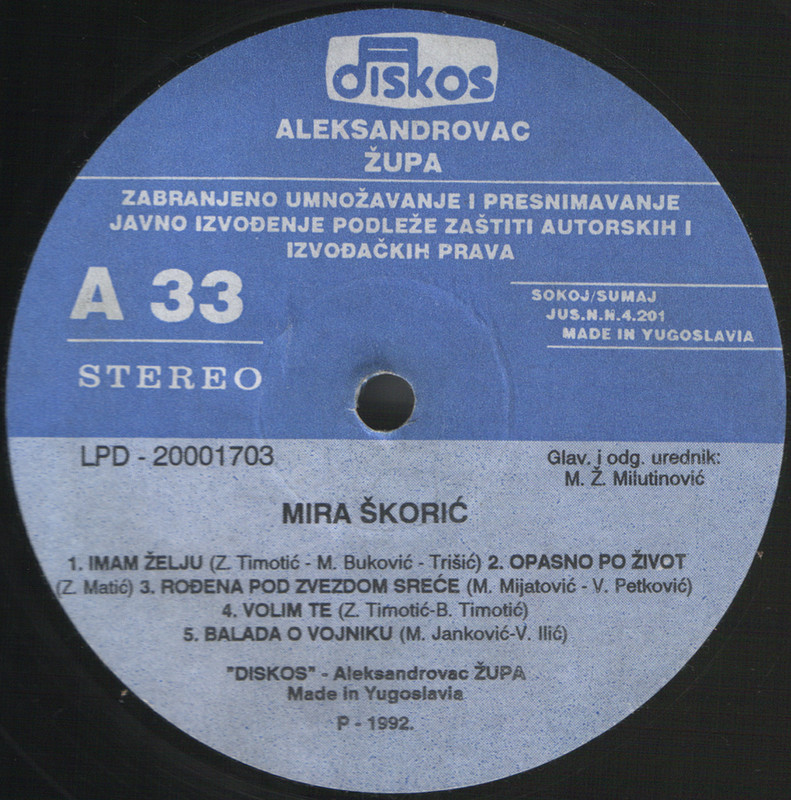 diskos
ALEKSANDROVAC
ŽUPA
ZABRANJENO UMNOŽAVANJE I PRESNIMAVANJE
JAVNO IZVOĐENJE PODLEŽE ZAŠTITI AUTORSKIH I
IZVOĐAČKIH PRAVA
A 33
STEREO
SOKOJ/SUMAJ
JUS.N.N.4.201
MADE IN YUGOSLAVIA
LPD - 20001703
Glav. i odg. urednik:
M. Ž. Milutinović
MIRA ŠKORIĆ
1. IMAM ŽELJU (Z. Timotić - M. Buković - Trišić) 2. OPASNO PO ŽIVOT
(Z. Matić) 3. ROĐENA POD ZVEZDOM SREĆE (M. Mijatović - V. Petković)
4. VOLIM TE (Z. Timotić-B. Timotić)
5. BALADA O VOJNIKU (M. Janković-V. Ilić)
"DISKOS" - Aleksandrovac ŽUPA
Made in Yugoslavia
P - 1992.